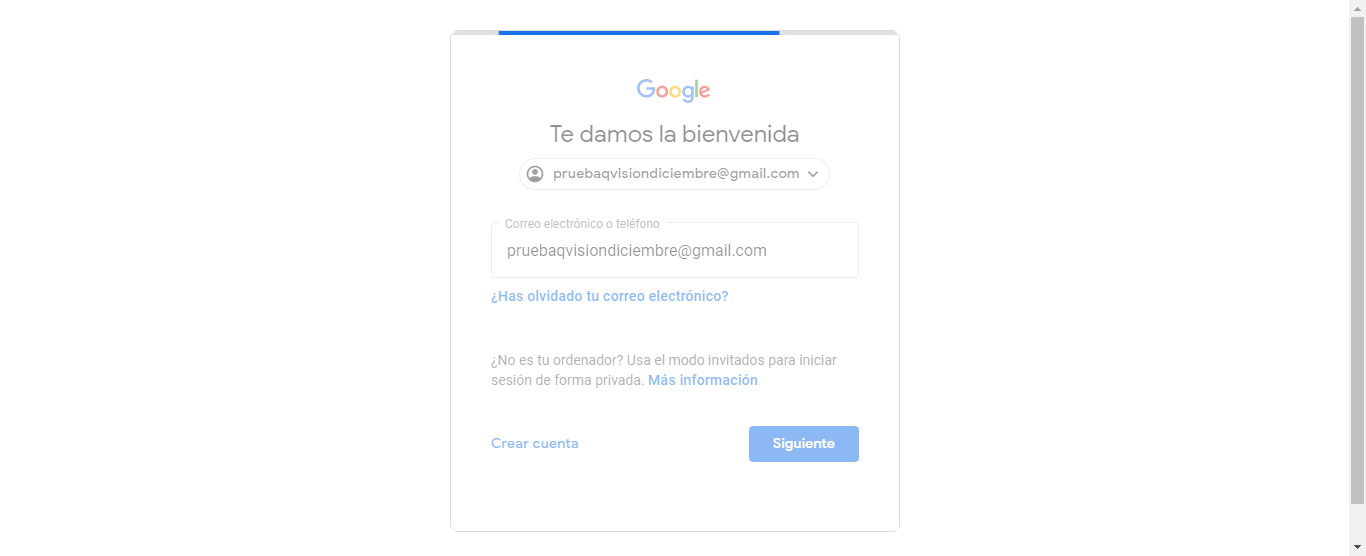 Google
Te damos la bienvenida
pruebaqvisiondiciembre@gmail.com
Correo electrónico o teléfono
pruebaqvisiondiciembre@gmail.com
¿Has olvidado tu correo electrónico?
¿No es tu ordenador? Usa el modo invitados para iniciar
sesión de forma privada. Más información
Crear cuenta
Siguiente